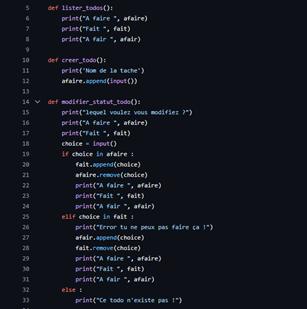 5 def lister_todos():
6 print("A faire ", afaire)
7 print("Fait ", fait)
8 print("A fair ", afair)
9
10 def creer_todo():
11 print('Nom de la tache')
12 afaire.append(input())
13
14 def modifier_statut_todo():
15 print("lequel voulez vous modifiez ?")
16 print("A faire ", afaire)
17 print("Fait ", fait)
18 choice = input()
19 if choice in afaire :
20 fait.append(choice)
21 afaire.remove(choice)
22 print("A faire ", afaire)
23 print("Fait ", fait)
24 print("A fair ", afair)
25 elif choice in fait :
26 print("Error tu ne peux pas faire ça !")
27 afair.append(choice)
28 fait.remove(choice)
29 print("A faire ", afaire)
30 print("Fait ", fait)
31 print("A fair ", afair)
32 else :
33 print("Ce todo n'existe pas !")